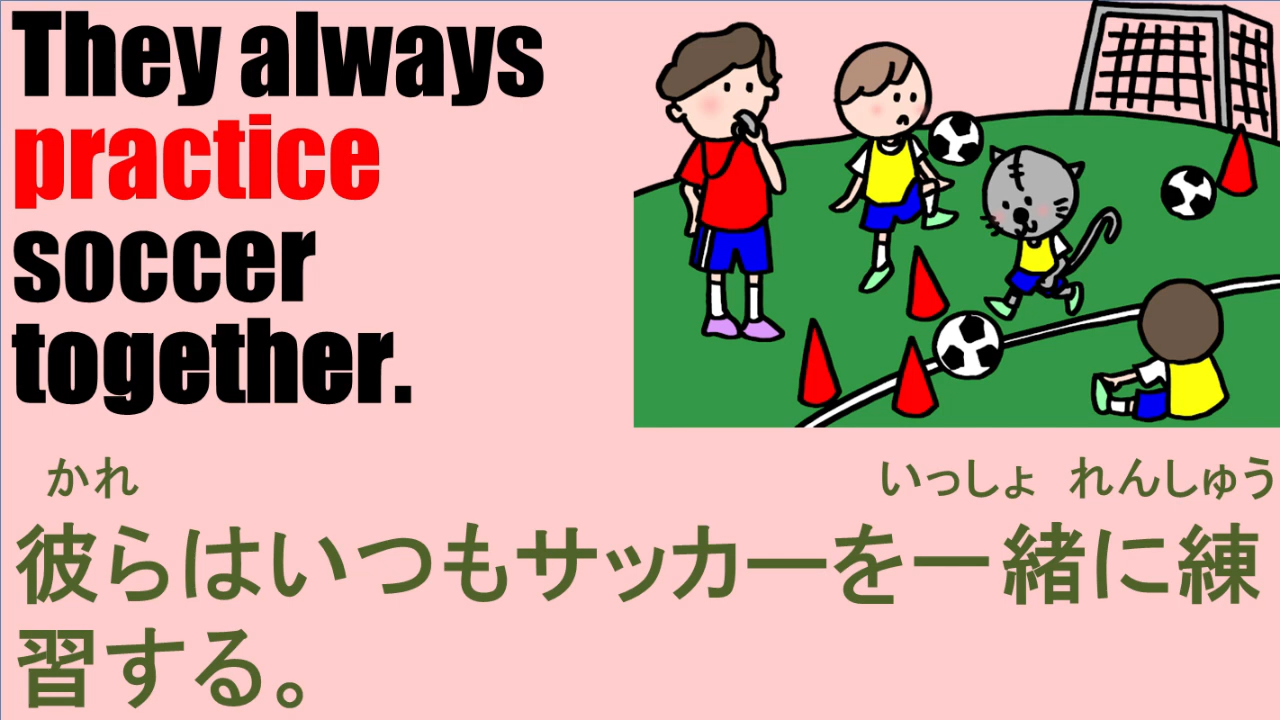 They always
practice
soccer
together.
かれ いっしょ れんしゅう
彼らはいつもサッカーを一緒に練
習する。